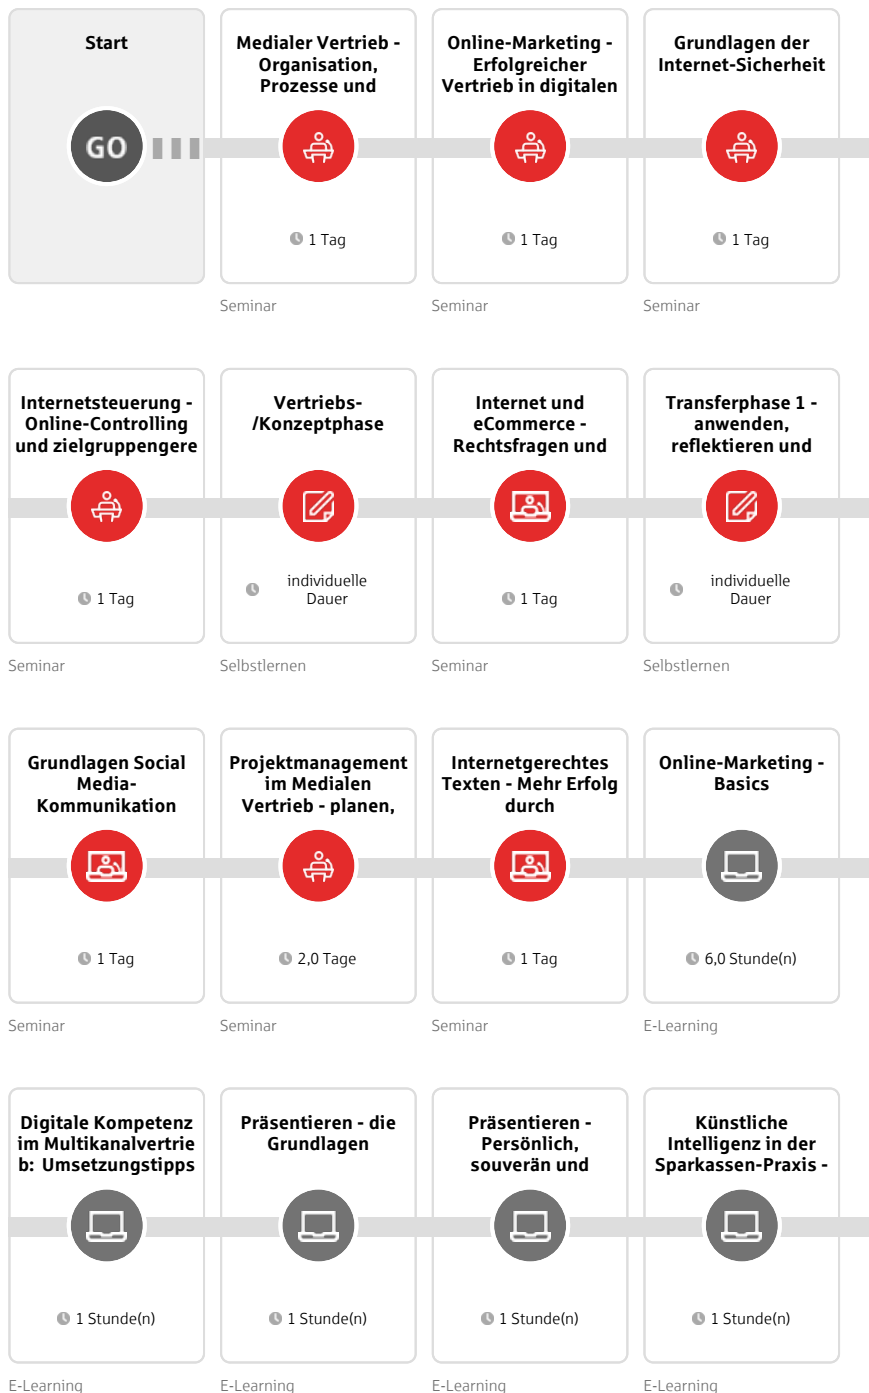 Start
Medialer Vertrieb -
Organisation,
Prozesse und
Online-Marketing -
Erfolgreicher
Vertrieb in digitalen
Grundlagen der
Internet-Sicherheit
GO
1 Tag
1 Tag
1 Tag
Seminar
Seminar
Seminar
Internetsteuerung -
Online-Controlling
und zielgruppengere
Vertriebs-
/Konzeptphase
Internet und
eCommerce -
Rechtsfragen und
Transferphase 1 -
anwenden,
reflektieren und
1 Tag
individuelle
Dauer
1 Tag
individuelle
Dauer
Seminar
Selbstlernen
Seminar
Selbstlernen
Grundlagen Social
Media-
Kommunikation
Projektmanagement
im Medialen
Vertrieb - planen,
Internetgerechtes
Texten - Mehr Erfolg
durch
Online-Marketing -
Basics
1 Tag
2,0 Tage
1 Tag
6,0 Stunde(n)
Seminar
Seminar
Seminar
E-Learning
Digitale Kompetenz
im Multikanalvertrie
b: Umsetzungstipps
Präsentieren - die
Grundlagen
Präsentieren -
Persönlich,
souverän und
Künstliche
Intelligenz in der
Sparkassen-Praxis -
1 Stunde(n)
1 Stunde(n)
1 Stunde(n)
1 Stunde(n)
E-Learning
E-Learning
E-Learning
E-Learning